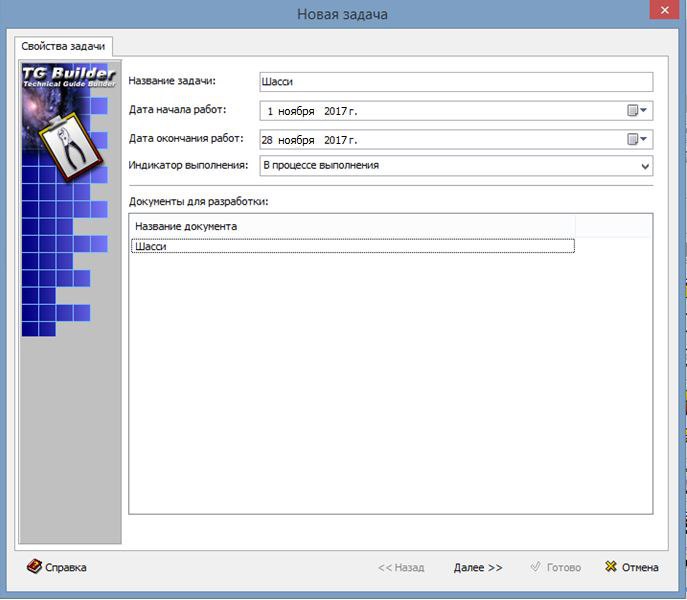 Новая задача
Свойства задачи
TG Builder
Technical Guide Builder
Название задачи: Шасси
Дата начала работ: 1 ноября 2017 г.
Дата окончания работ: 28 ноября 2017 г.
Индикатор выполнения: В процессе выполнения
Документы для разработки:
Название документа
Шасси
Справка << Назад Далее >> Готово Отмена